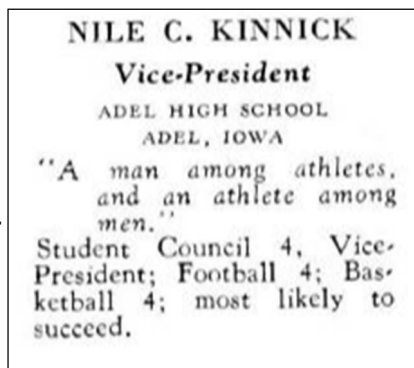 NILE C. KINNICK
Vice-President
ADEL HIGH SCHOOL
ADEL, IOWA
"A man among athletes,
and an athlete among
men."
Student Council 4, Vice-
President; Football 4; Bas-
ketball 4; most likely to
succeed.